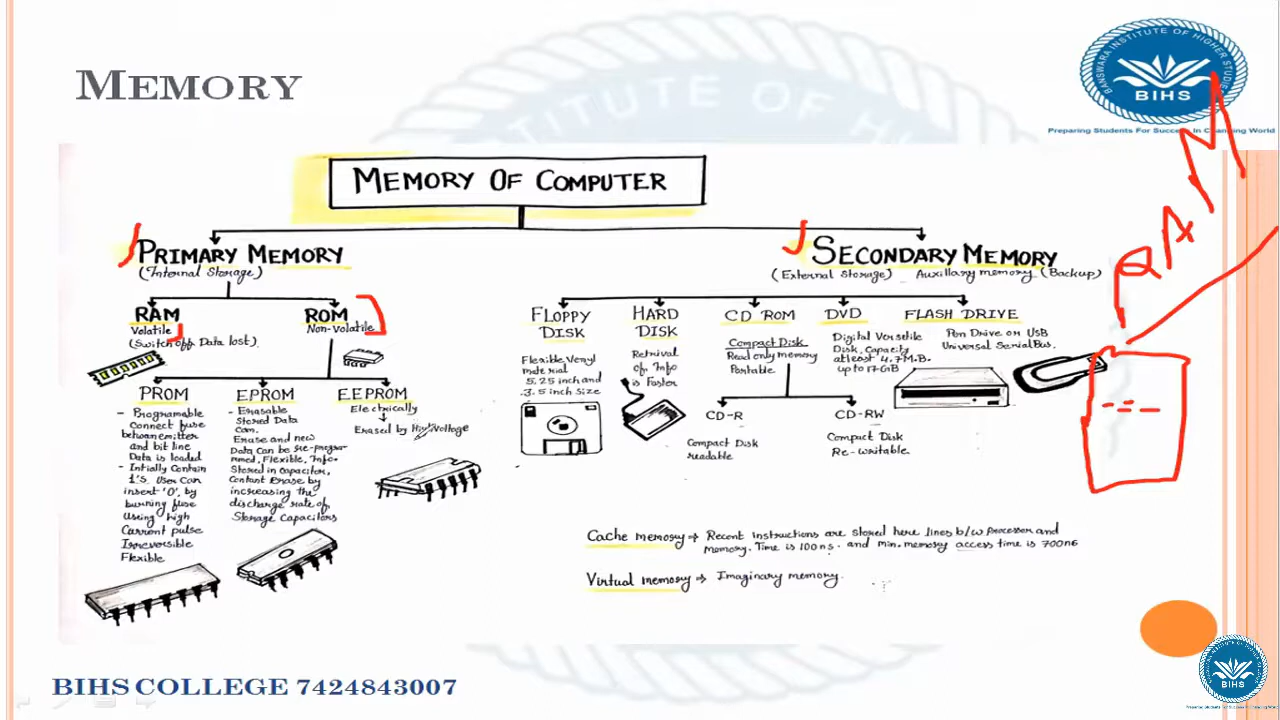 MEMORY
BANSWARA INSTITUTE OF HIGHER STUDIES
BIHS
Preparing Students For Success In Changing World
RAM
MEMORY OF COMPUTER
PRIMARY MEMORY
(Internal Storage)
RAM
Volatile
(Switch off Data lost)
ROM
Non-Volatile
PROM
- Programable
Connect fuse
between emitter
and bit line
Data is loaded
- Intially Contain
1's. User can
insert '0', by
burning fuse
Using high
Current pulse
Irreversible
Flexible
EPROM
- Erasable
Stored Data
Can.
Erase and new
Data can be re-progra-
mmed, Flexible, Info.
Stored in Capacitor,
Contant Erase by
increasing the
discharge rate of
Storage Capacitors
EEPROM
Electrically
Erased by High Voltage
SECONDARY MEMORY
(External Storage) Auxillary memory (Backup)
FLOPPY
DISK
Flexible Venyl
material
5.25 inch and
3.5 inch size
HARD
DISK
Retrival
of Info
is Faster
CD ROM
Compact Disk
Read only memory
Portable
CD-R
Compact Disk
readable
CD-RW
Compact Disk
Re-writable
DVD
Digital Versetile
Disk, Capacity
atleast 4.7 M.B.
up to 17GB
FLASH DRIVE
Pen Drive or USB
Universal Serial Bus.
Cache memory → Recent instructions are stored here lines b/w processor and
memory. Time is 100ns. and min. memory access time is 700ns
Virtual memory → Imaginary memory.
BIHS COLLEGE 7424843007
BIHS